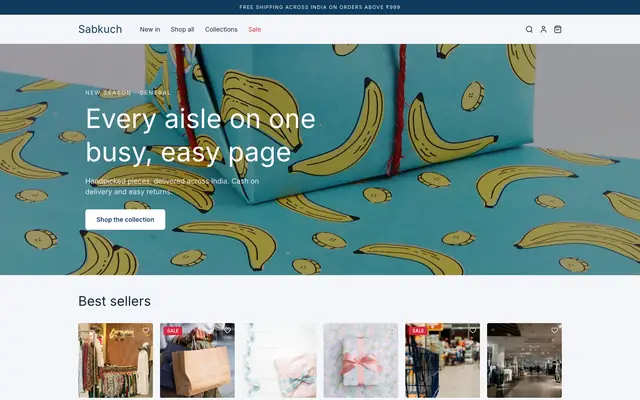 FREE SHIPPING ACROSS INDIA ON ORDERS ABOVE ₹999
Sabkuch
New in
Shop all
Collections
Sale
NEW SEASON · GENERAL
Every aisle on one
busy, easy page
Handpicked pieces, delivered across India. Cash on
delivery and easy returns.
Shop the collection
Best sellers
SALE
SALE